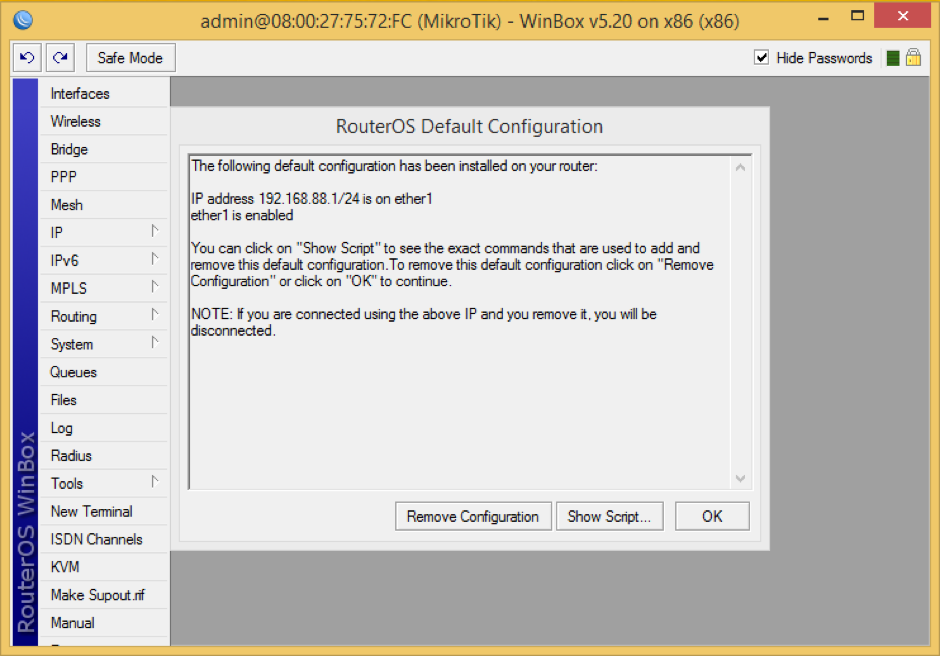 admin@08:00:27:75:72:FC (MikroTik) - WinBox v5.20 on x86 (x86)
Safe Mode
Hide Passwords
Interfaces
Wireless
Bridge
PPP
Mesh
IP
IPv6
MPLS
Routing
System
Queues
Files
Log
Radius
Tools
New Terminal
ISDN Channels
KVM
Make Supout.rif
Manual
RouterOS WinBox
RouterOS Default Configuration
The following default configuration has been installed on your router:
IP address 192.168.88.1/24 is on ether1
ether1 is enabled
You can click on "Show Script" to see the exact commands that are used to add and
remove this default configuration.To remove this default configuration click on "Remove
Configuration" or click on "OK" to continue.
NOTE: If you are connected using the above IP and you remove it, you will be
disconnected.
Remove Configuration
Show Script...
OK